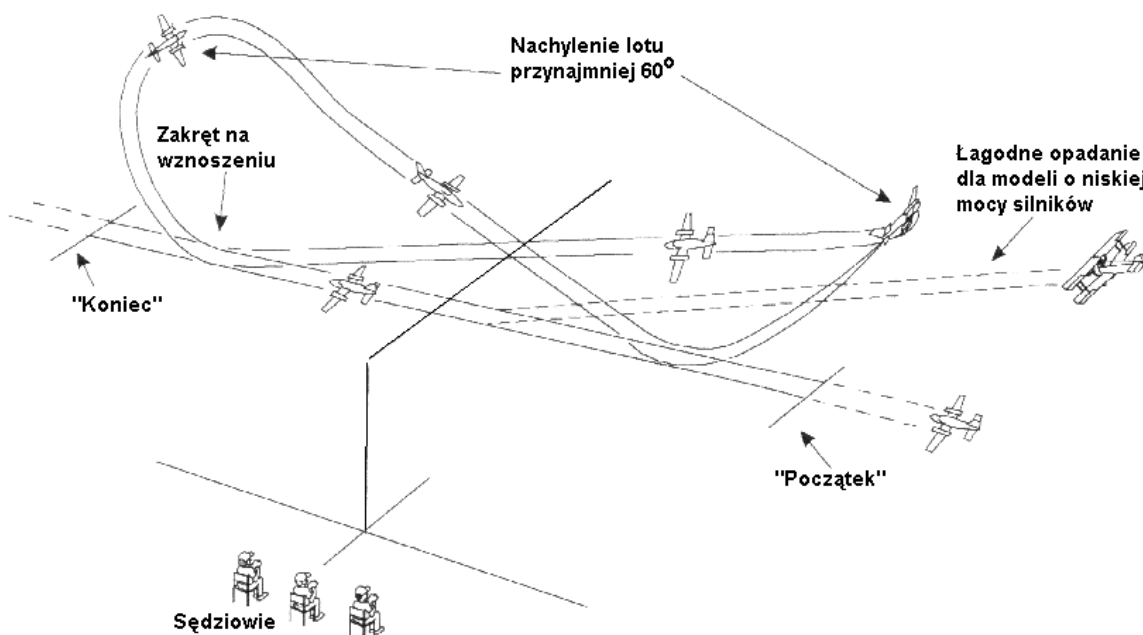 Nachylenie lotu
przynajmniej 60°
Zakręt na
wznoszeniu
Łagodne opadanie
dla modeli o niskiej
mocy silników
"Koniec"
"Początek"
Sędziowie